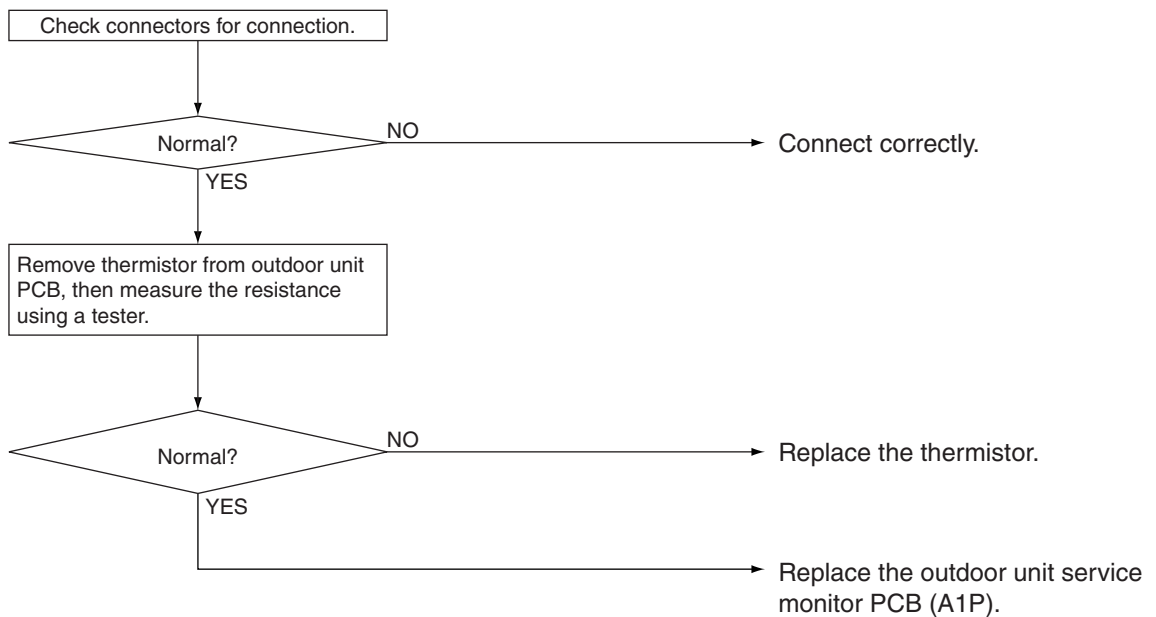 Check connectors for connection.
Normal?
NO
Connect correctly.
YES
Remove thermistor from outdoor unit
PCB, then measure the resistance
using a tester.
Normal?
NO
Replace the thermistor.
YES
Replace the outdoor unit service
monitor PCB (A1P).